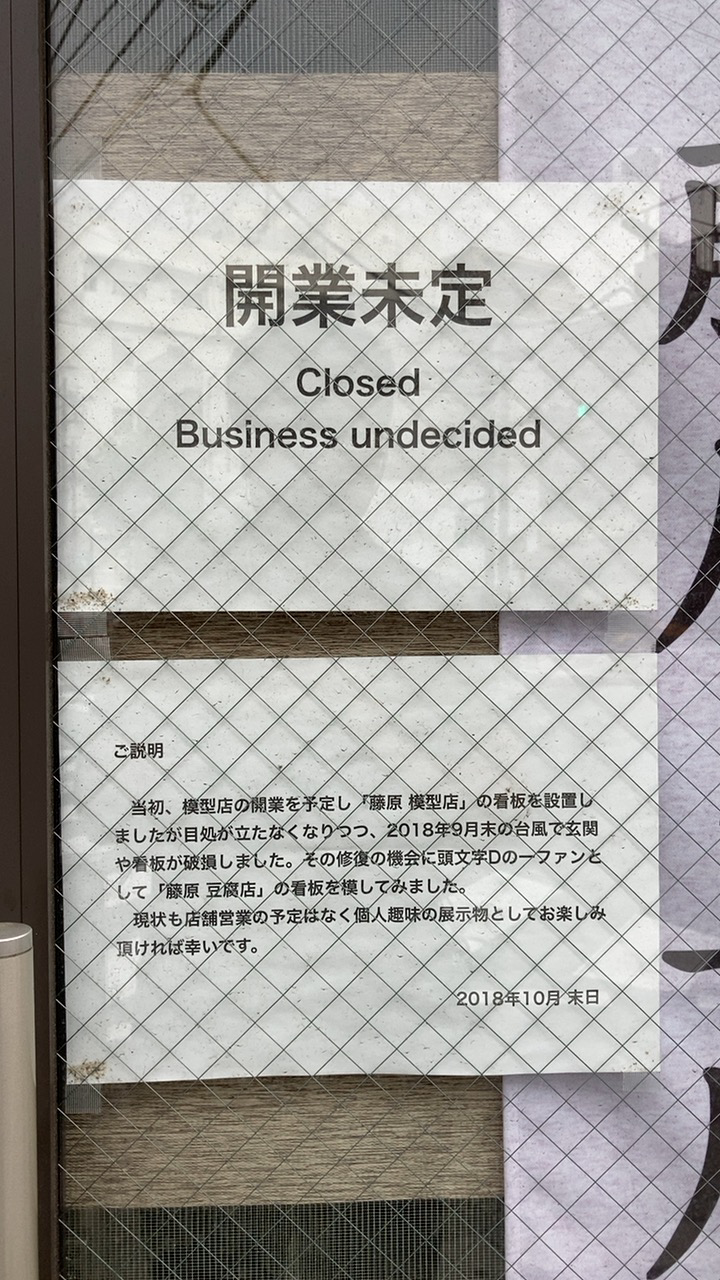 開業未定
Closed
Business undecided
ご説明
当初、模型店の開業を予定し「藤原 模型店」の看板を設置し
ましたが目処が立たなくなりつつ、2018年9月末の台風で玄関
や看板が破損しました。その修復の機会に頭文字Dの一ファンと
して「藤原 豆腐店」の看板を模してみました。
現状も店舗営業の予定はなく個人趣味の展示物としてお楽しみ
頂ければ幸いです。
2018年10月 末日